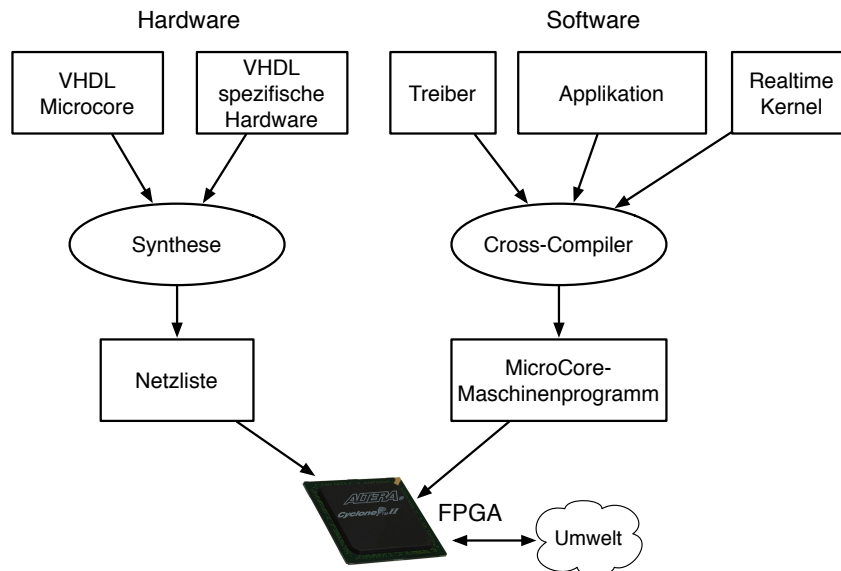 Hardware
Software
VHDL
Microcore
VHDL
spezifische
Hardware
Treiber
Applikation
Realtime
Kernel
Synthese
Cross-Compiler
Netzliste
MicroCore-
Maschinenprogramm
ALTERA®
Cyclone II
FPGA
Umwelt